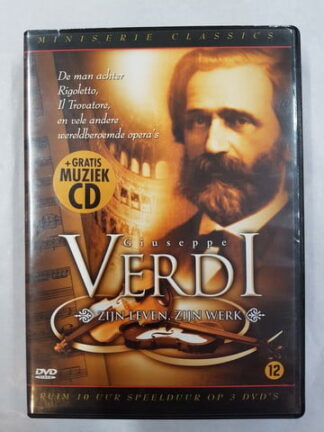 MINISERIE CLASSICS
De man achter
Rigoletto,
Il Trovatore,
en vele andere
wereldberoemde opera's
+ GRATIS
MUZIEK
CD
Giuseppe
VERDI
ZIJN LEVEN, ZIJN WERK
DVD
12
RUIM 10 UUR SPEELDUUR OP 3 DVD'S